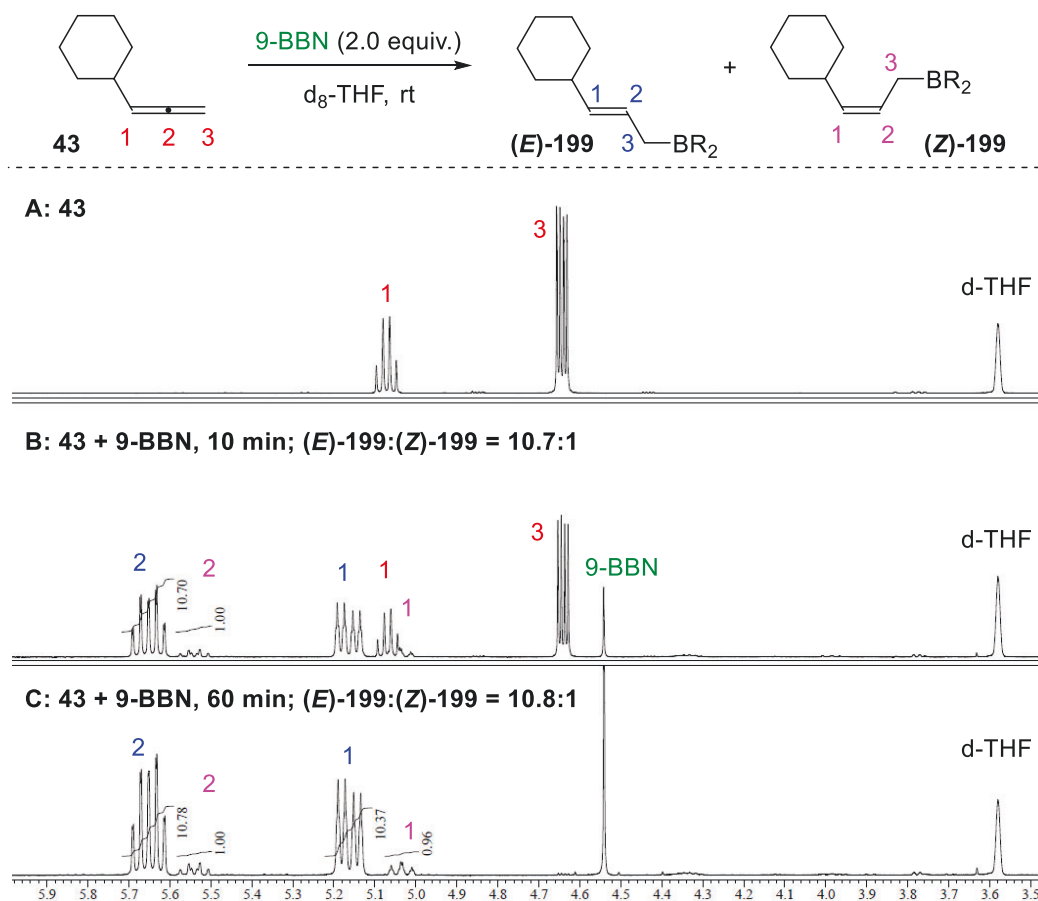 9-BBN (2.0 equiv.)
d₈-THF, rt
43
1 2 3
+
1 2
3
BR₂
(E)-199
3
BR₂
1 2
(Z)-199
A: 43
3
1
d-THF
B: 43 + 9-BBN, 10 min; (E)-199:(Z)-199 = 10.7:1
2
2
1
1
1
3
9-BBN
d-THF
10.70
1.00
C: 43 + 9-BBN, 60 min; (E)-199:(Z)-199 = 10.8:1
2
2
1
1
d-THF
10.78
1.00
10.37
0.96
5.9 5.8 5.7 5.6 5.5 5.4 5.3 5.2 5.1 5.0 4.9 4.8 4.7 4.6 4.5 4.4 4.3 4.2 4.1 4.0 3.9 3.8 3.7 3.6 3.5